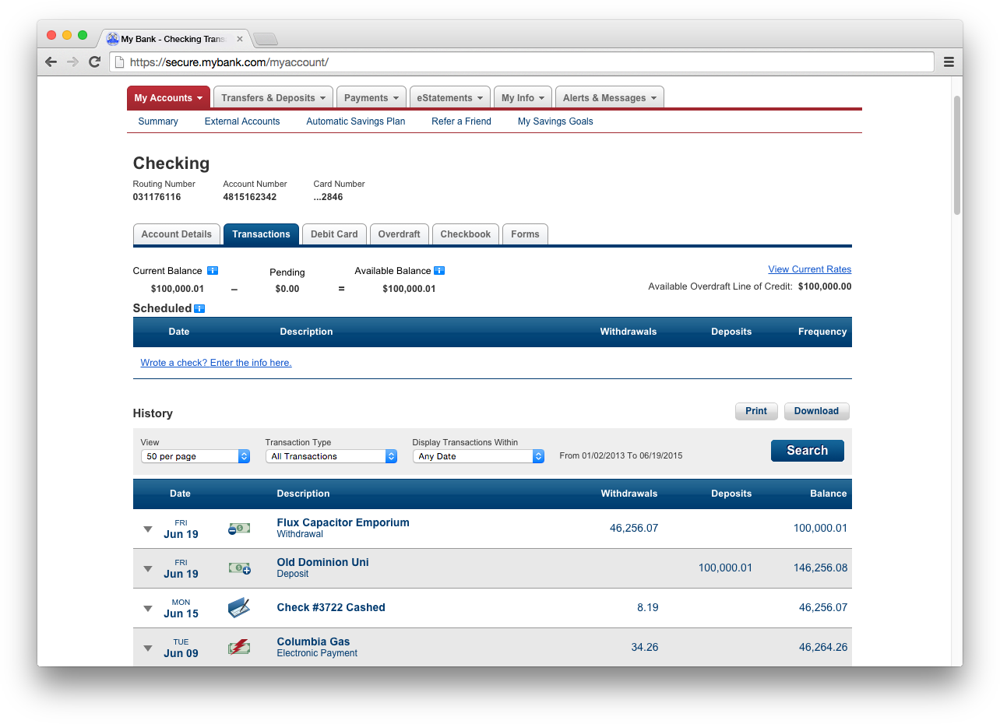 My Bank - Checking Trans
https://secure.mybank.com/myaccount/
My Accounts Transfers & Deposits Payments eStatements My Info Alerts & Messages
Summary External Accounts Automatic Savings Plan Refer a Friend My Savings Goals
Checking
Routing Number Account Number Card Number
031176116 4815162342 ...2846
Account Details Transactions Debit Card Overdraft Checkbook Forms
Current Balance Pending Available Balance View Current Rates
$100,000.01 – $0.00 = $100,000.01 Available Overdraft Line of Credit: $100,000.00
Scheduled
Date Description Withdrawals Deposits Frequency
Wrote a check? Enter the info here.
History Print Download
View Transaction Type Display Transactions Within
50 per page All Transactions Any Date From 01/02/2013 To 06/19/2015 Search
Date Description Withdrawals Deposits Balance
FRI Flux Capacitor Emporium
Jun 19 Withdrawal 46,256.07 100,000.01
FRI Old Dominion Uni
Jun 19 Deposit 100,000.01 146,256.08
MON
Jun 15 Check #3722 Cashed 8.19 46,256.07
TUE Columbia Gas
Jun 09 Electronic Payment 34.26 46,264.26